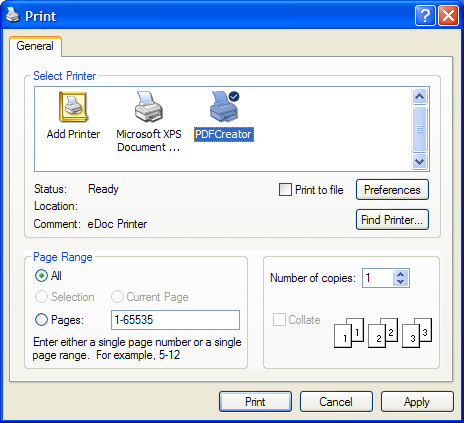 Print
General
Select Printer
Add Printer
Microsoft XPS
Document ...
PDFCreator
Status: Ready
Print to file
Preferences
Location:
Comment: eDoc Printer
Find Printer...
Page Range
All
Selection
Current Page
Pages: 1-65535
Enter either a single page number or a single
page range. For example, 5-12
Number of copies: 1
Collate
1 1 2 2 3 3
Print
Cancel
Apply